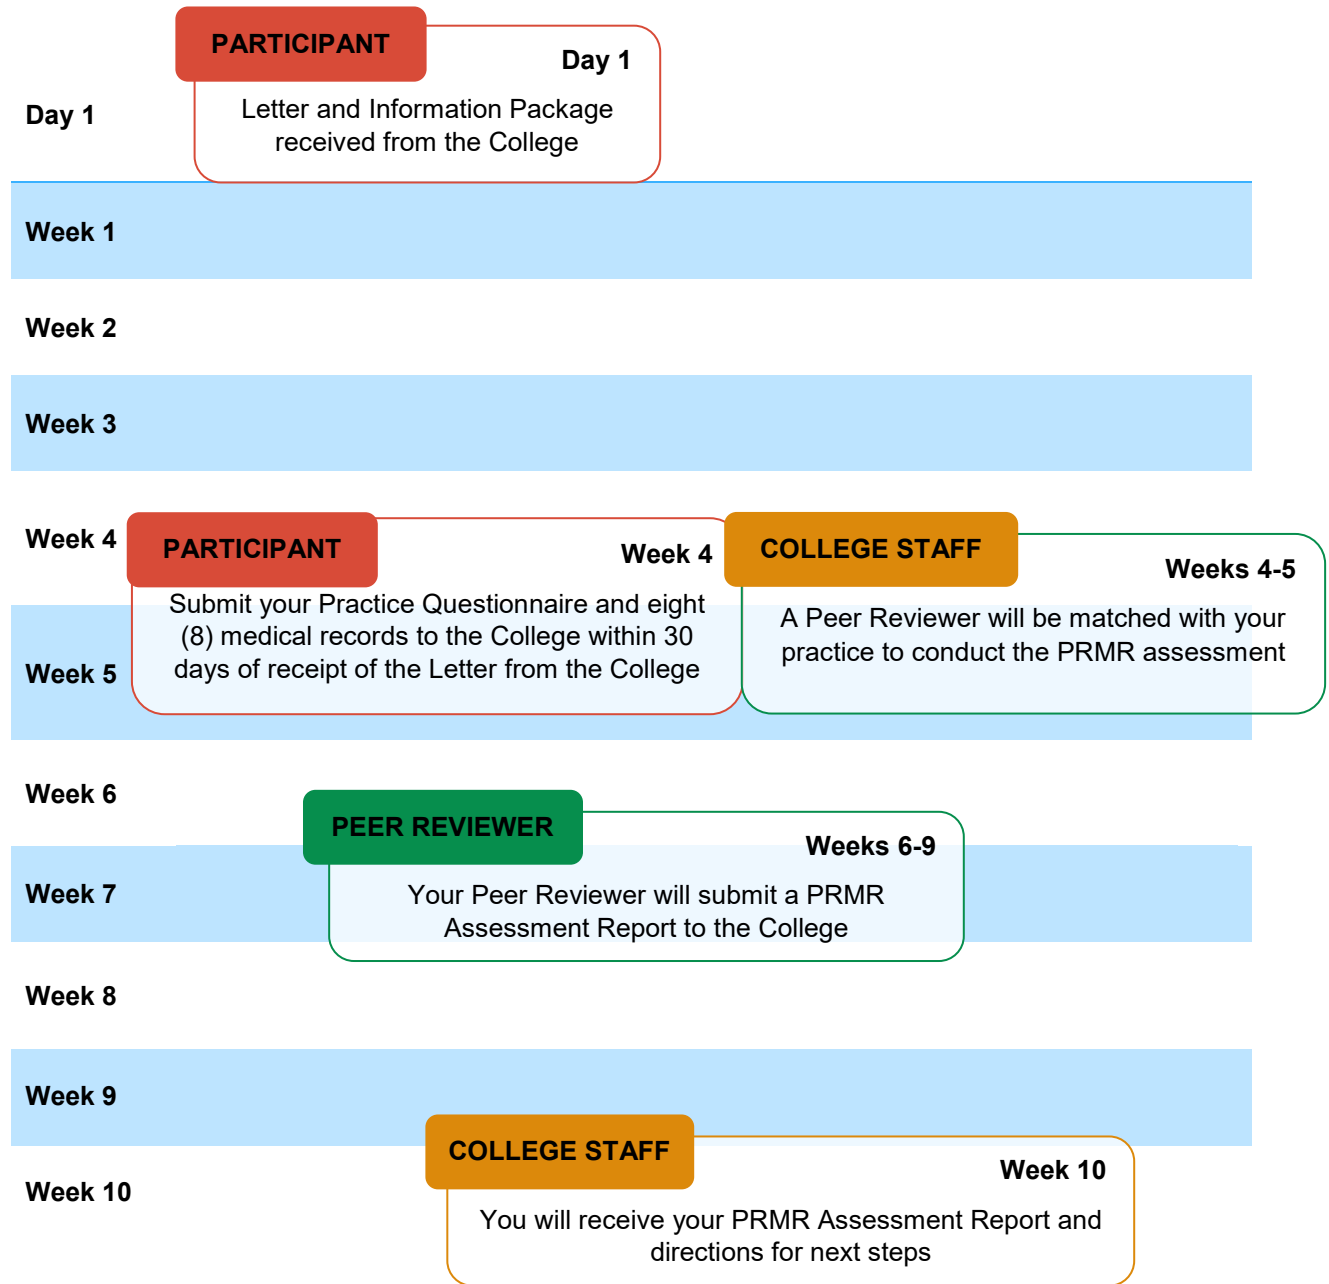 PARTICIPANT
Day 1
Day 1
Letter and Information Package
received from the College
Week 1
Week 2
Week 3
Week 4
PARTICIPANT
Week 4
Submit your Practice Questionnaire and eight
(8) medical records to the College within 30
days of receipt of the Letter from the College
COLLEGE STAFF
Weeks 4-5
A Peer Reviewer will be matched with your
practice to conduct the PRMR assessment
Week 5
Week 6
PEER REVIEWER
Weeks 6-9
Your Peer Reviewer will submit a PRMR
Assessment Report to the College
Week 7
Week 8
Week 9
COLLEGE STAFF
Week 10
Week 10
You will receive your PRMR Assessment Report and
directions for next steps